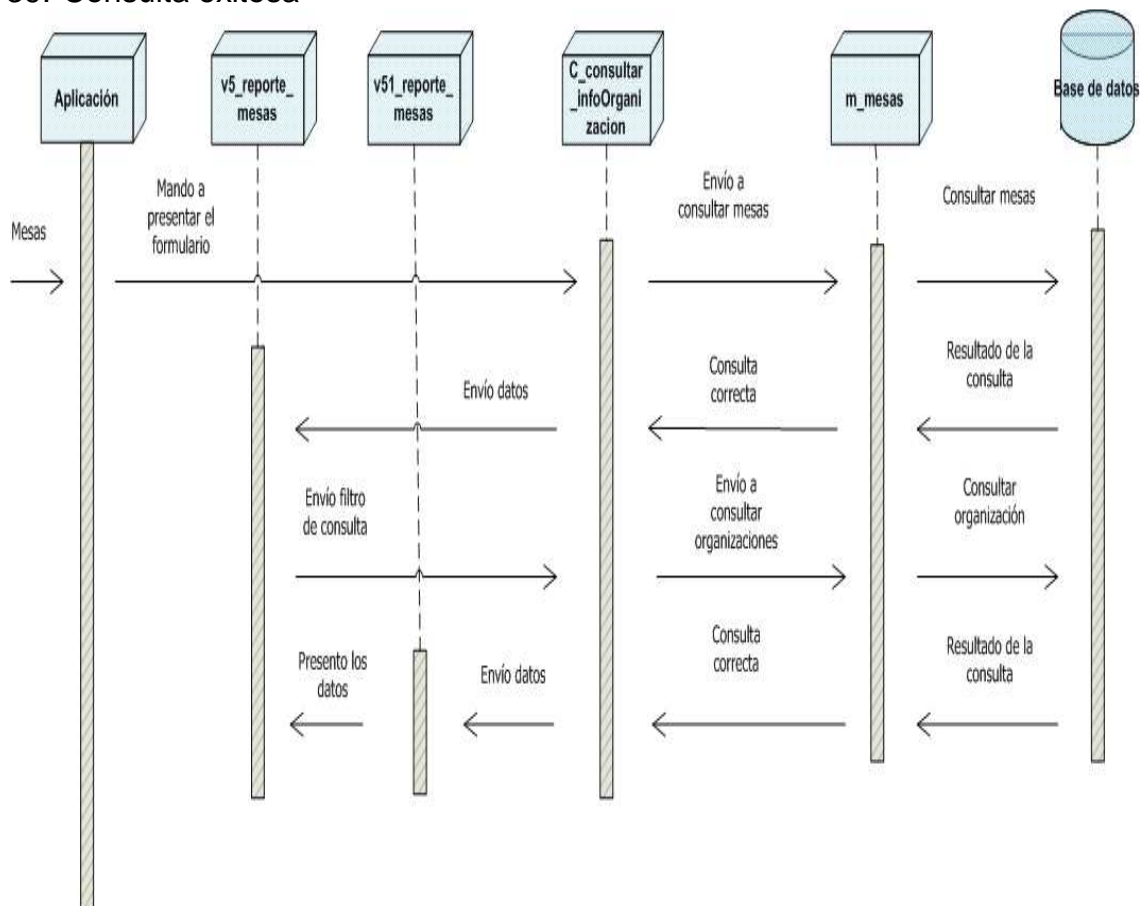 Aplicación
v5_reporte_
mesas
v51_reporte_
mesas
C_consultar
_infoOrgani
zacion
m_mesas
Base de datos
Mesas
Mando a
presentar el
formulario
Envío a
consultar mesas
Consultar mesas
Envío datos
Consulta
correcta
Resultado de la
consulta
Envío filtro
de consulta
Envío a
consultar
organizaciones
Consultar
organización
Presento los
datos
Envío datos
Consulta
correcta
Resultado de la
consulta